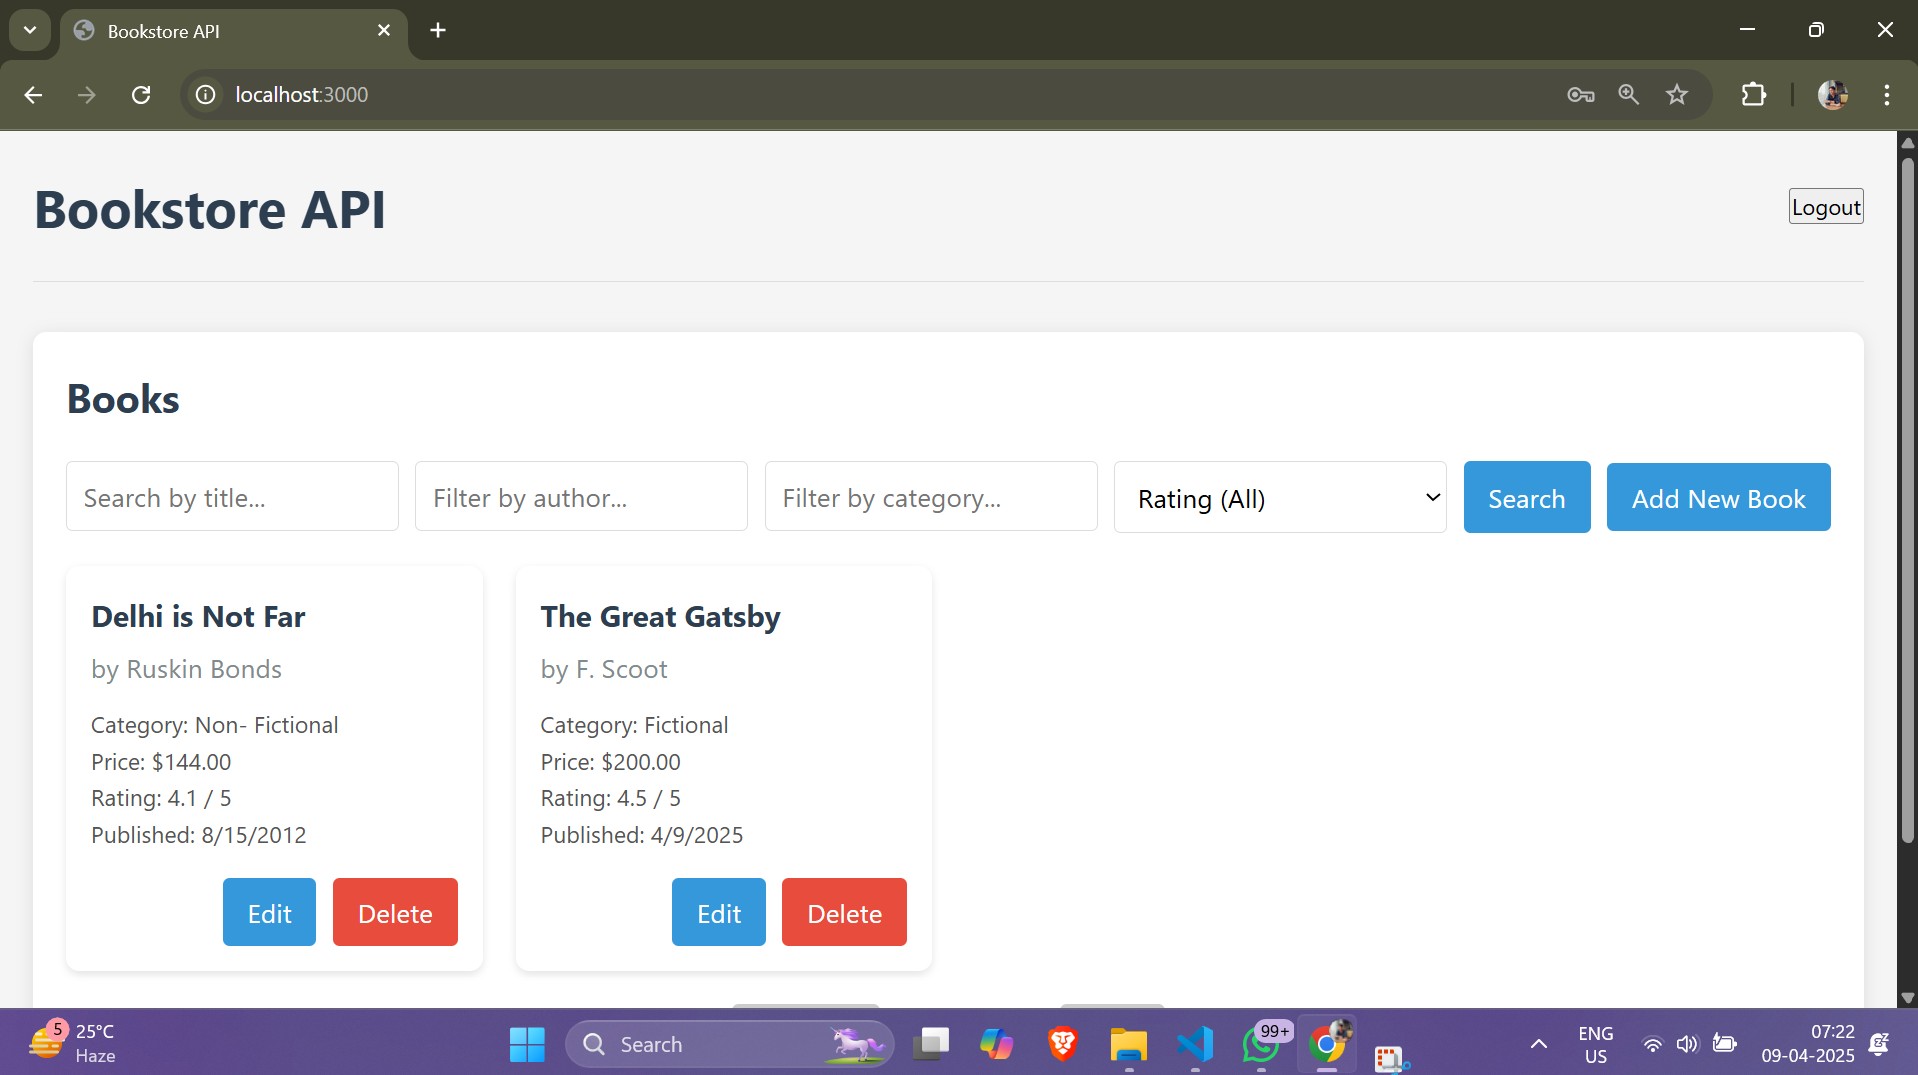 Bookstore API
localhost:3000
Bookstore API
Logout
Books
Search by title...
Filter by author...
Filter by category...
Rating (All)
Search
Add New Book
Delhi is Not Far
by Ruskin Bonds
Category: Non- Fictional
Price: $144.00
Rating: 4.1 / 5
Published: 8/15/2012
Edit
Delete
The Great Gatsby
by F. Scoot
Category: Fictional
Price: $200.00
Rating: 4.5 / 5
Published: 4/9/2025
Edit
Delete
5
25°C
Haze
Search
99+
ENG
US
07:22
09-04-2025